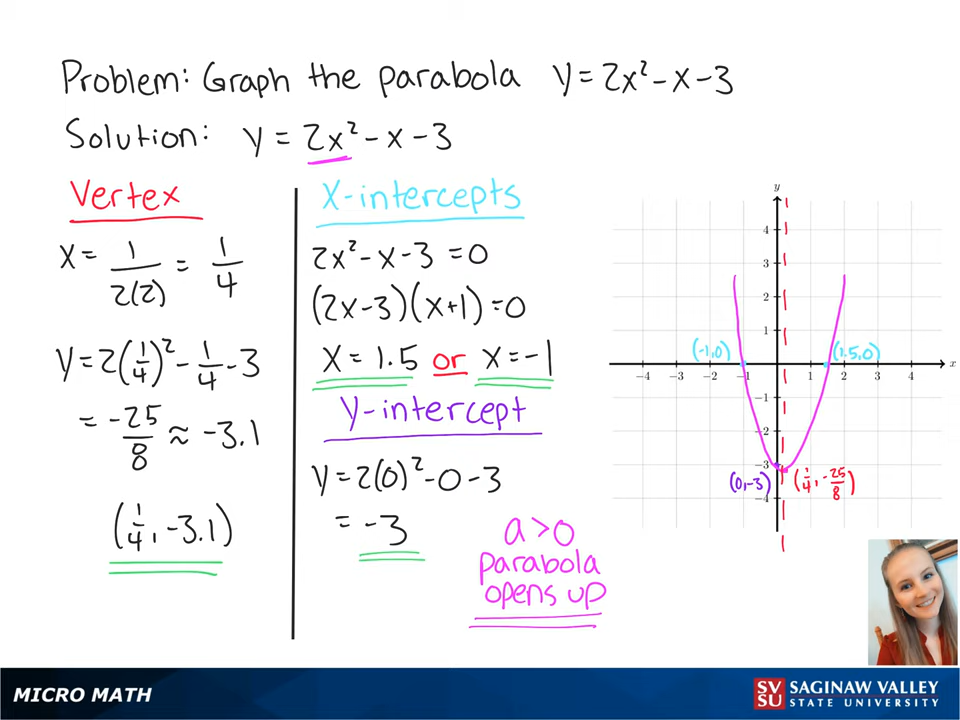 Problem: Graph the parabola y = 2x² - x - 3
Solution: y = 2x² - x - 3
Vertex
x = 1/2(2) = 1/4
y = 2(1/4)² - 1/4 - 3
= -25/8 ≈ -3.1
(1/4, -3.1)
X-intercepts
2x² - x - 3 = 0
(2x-3)(x+1)=0
x = 1.5 or x = -1
Y-intercept
y = 2(0)² - 0 - 3
= -3
a > 0
parabola
opens up
y
4
3
2
1
(-1,0) (1.5,0)
-4 -3 -2 -1 1 2 3 4 x
-1
-2
-3
(0,-3) (1/4, -25/8)
-4
MICRO MATH
SV SU
SAGINAW VALLEY
STATE UNIVERSITY